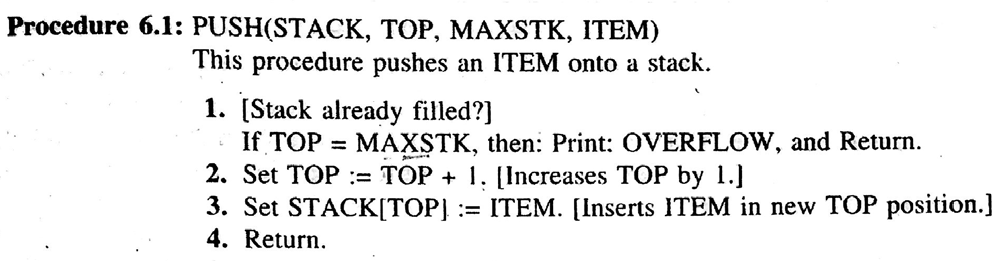 Procedure 6.1: PUSH(STACK, TOP, MAXSTK, ITEM)
This procedure pushes an ITEM onto a stack.
1. [Stack already filled?]
If TOP = MAXSTK, then: Print: OVERFLOW, and Return.
2. Set TOP := TOP + 1. [Increases TOP by 1.]
3. Set STACK[TOP] := ITEM. [Inserts ITEM in new TOP position.]
4. Return.